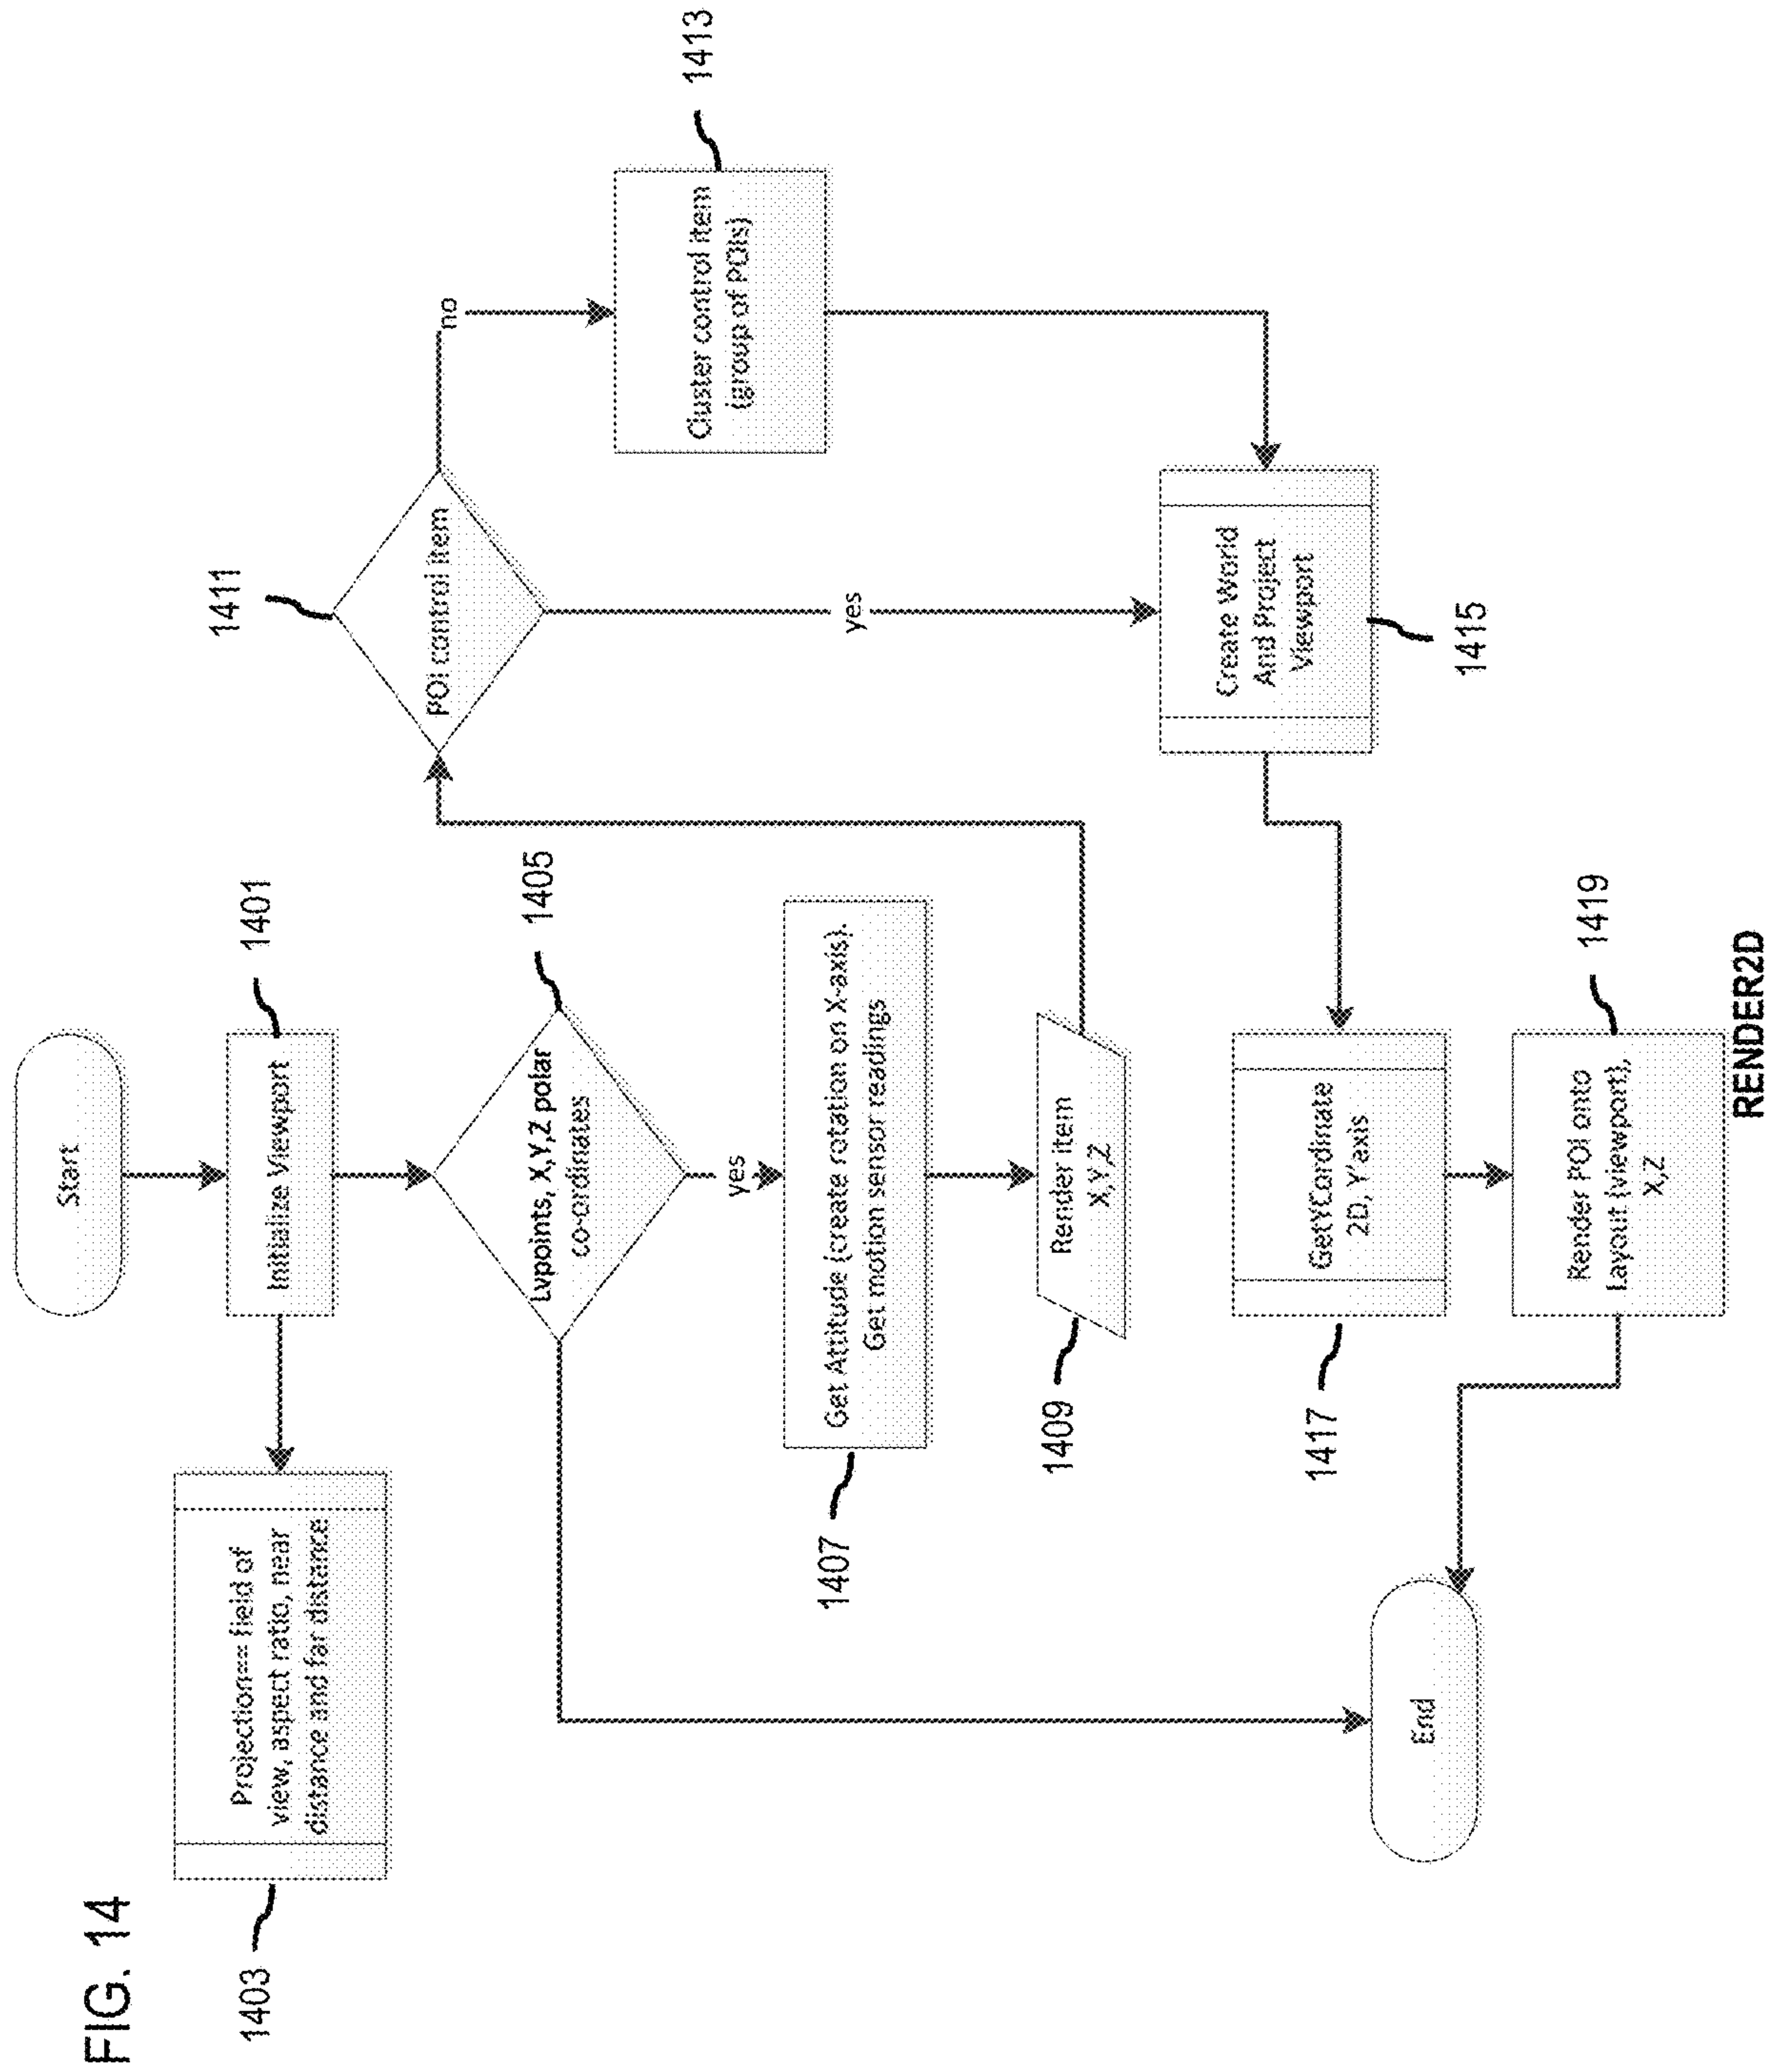 FIG. 14
Start
1401
Initialize Viewport
1403
Projection== field of
view, aspect ratio, near
distance and far distance
1405
Lvpoints, X,Y,Z polar
co-ordinates
yes
1407
Get Attitude (create rotation on X-axis).
Get motion sensor readings
1409
Render item
X,Y,Z
1411
POI control item
no
1413
Cluster control item
(group of POIs)
yes
Create World
And Project
Viewport
1415
1417
GetYCordinate
2D, Y'axis
1419
Render POI onto
Layout (viewport),
X,Z
End
RENDER2D